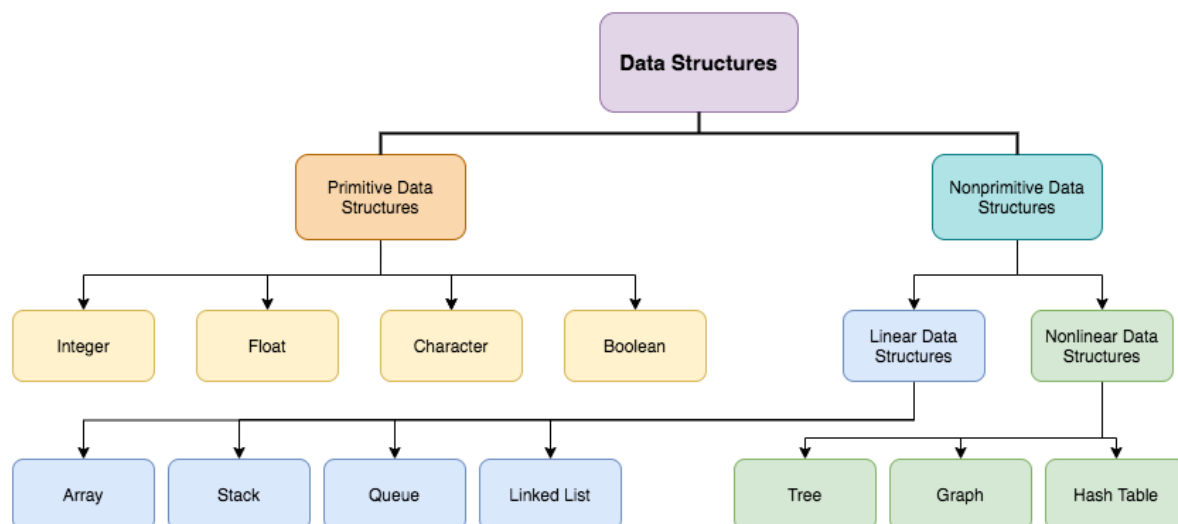 Data Structures
Primitive Data
Structures
Nonprimitive Data
Structures
Integer
Float
Character
Boolean
Linear Data
Structures
Nonlinear Data
Structures
Array
Stack
Queue
Linked List
Tree
Graph
Hash Table